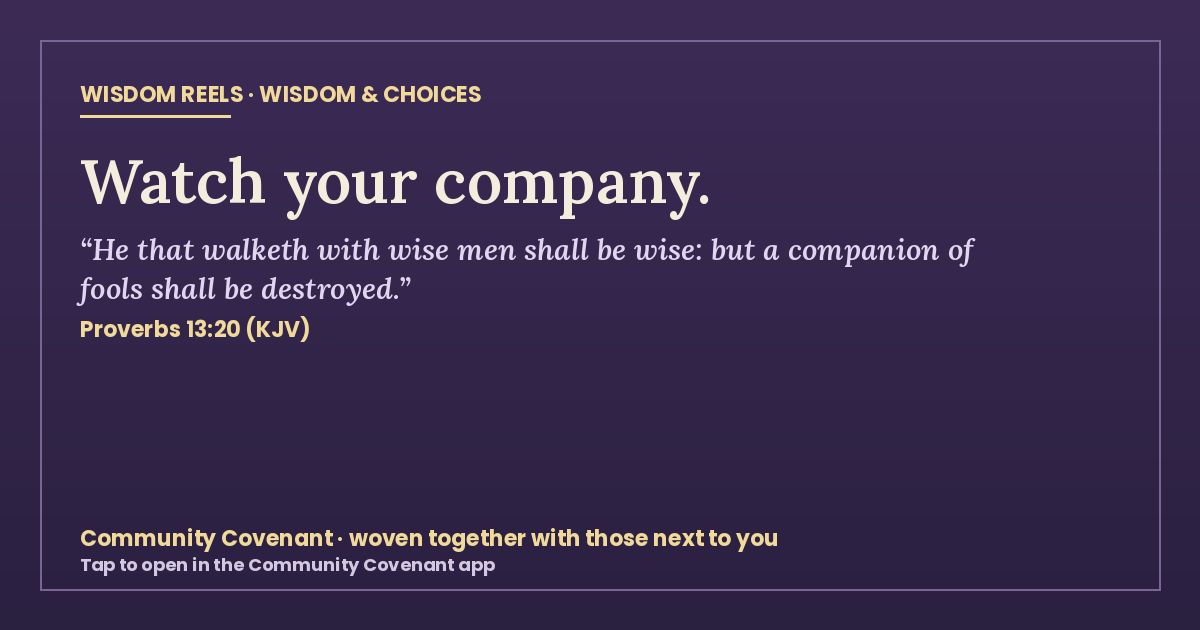 WISDOM REELS · WISDOM & CHOICES
Watch your company.
“He that walketh with wise men shall be wise: but a companion of
fools shall be destroyed.”
Proverbs 13:20 (KJV)
Community Covenant · woven together with those next to you
Tap to open in the Community Covenant app